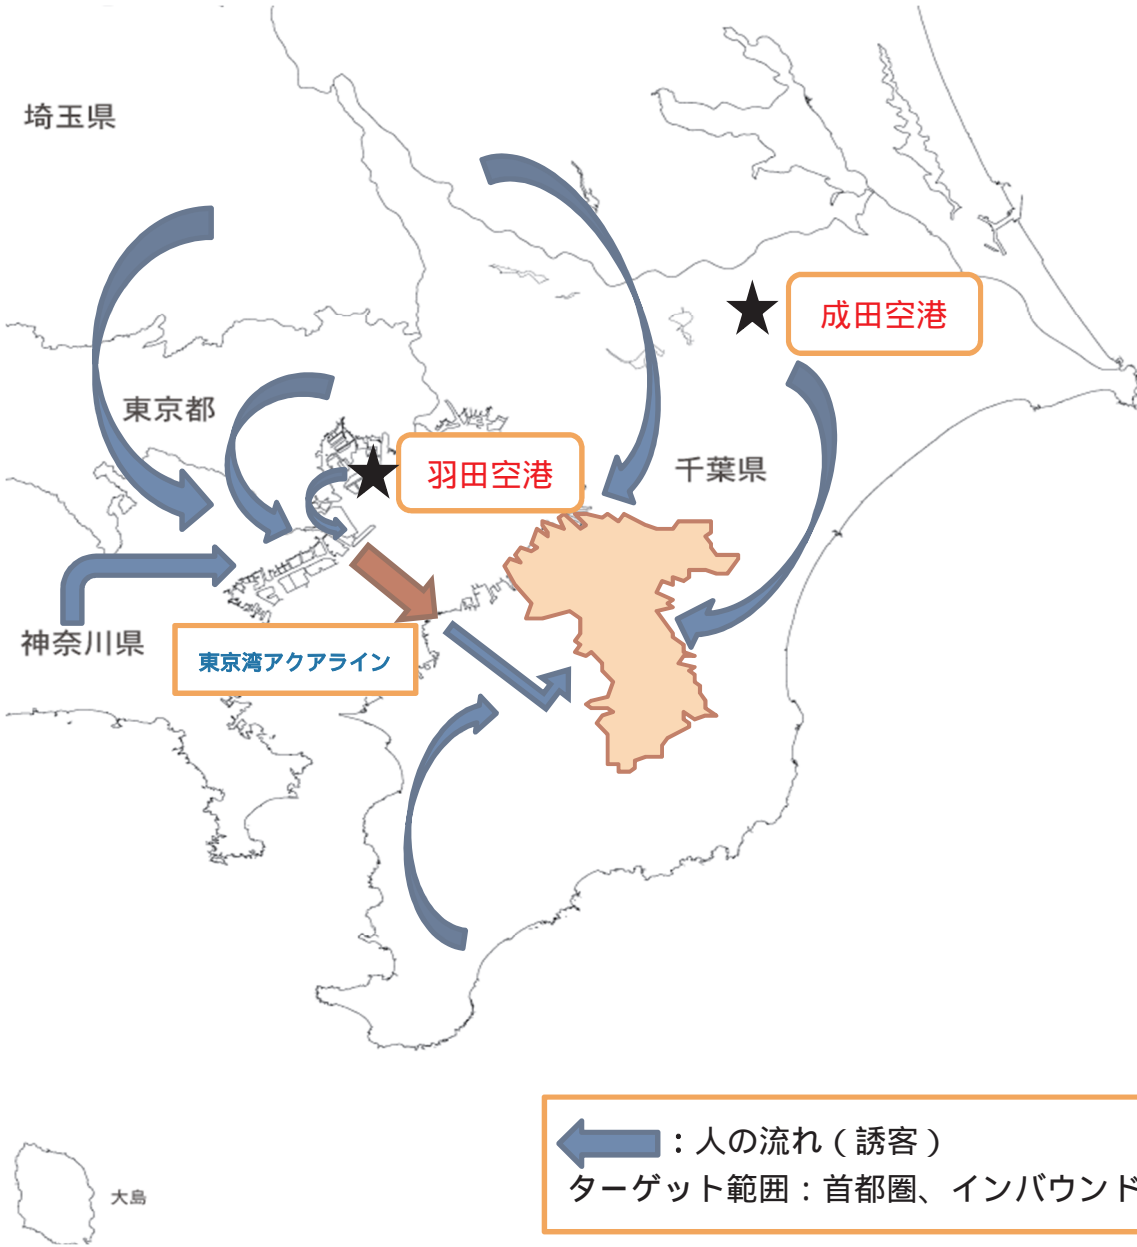 埼玉県
成田空港
東京都
羽田空港
千葉県
神奈川県
東京湾アクアライン
：人の流れ（誘客）
ターゲット範囲：首都圏、インバウンド
大島